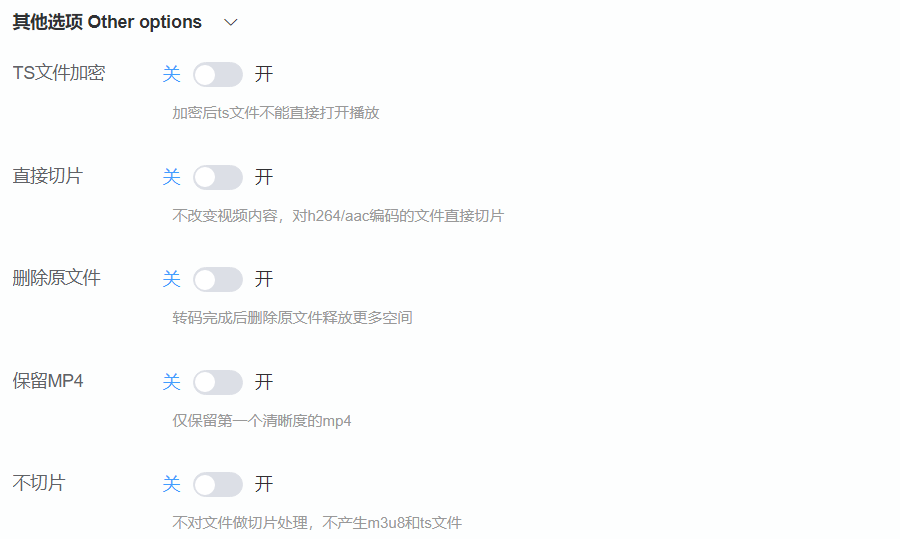 其他选项 Other options
TS文件加密 关 开
加密后ts文件不能直接打开播放
直接切片 关 开
不改变视频内容，对h264/aac编码的文件直接切片
删除原文件 关 开
转码完成后删除原文件释放更多空间
保留MP4 关 开
仅保留第一个清晰度的mp4
不切片 关 开
不对文件做切片处理，不产生m3u8和ts文件